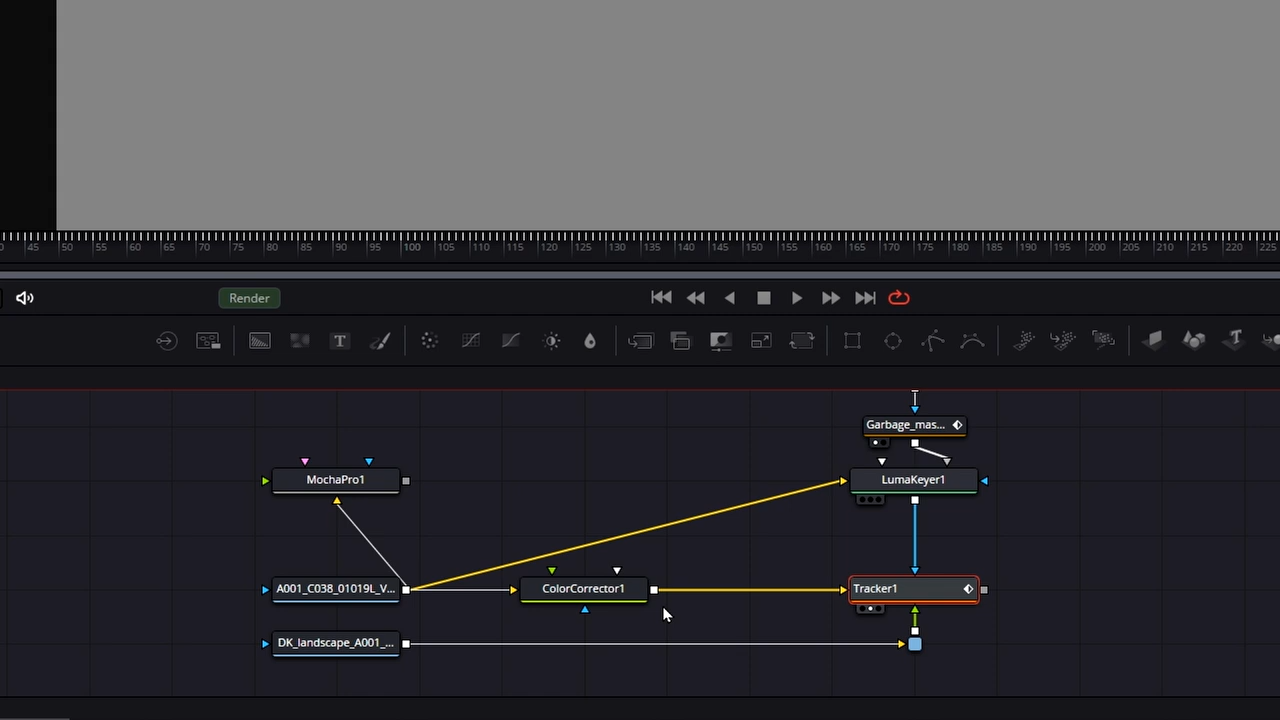 45 50 55 60 65 70 75 80 85 90 95 100 105 110 115 120 125 130 135 140 145 150 155 160 165 170 175 180 185 190 195 200 205 210 215 220 225
Render
T T
Garbage_mas...
MochaPro1
LumaKeyer1
A001_C038_01019L_V...
ColorCorrector1
Tracker1
DK_landscape_A001_...